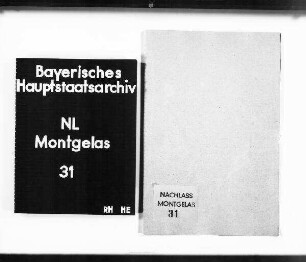 Bayerisches
Hauptstaatsarchiv
NL
Montgelas
31
RH HE
NACHLASS
MONTGELAS
31